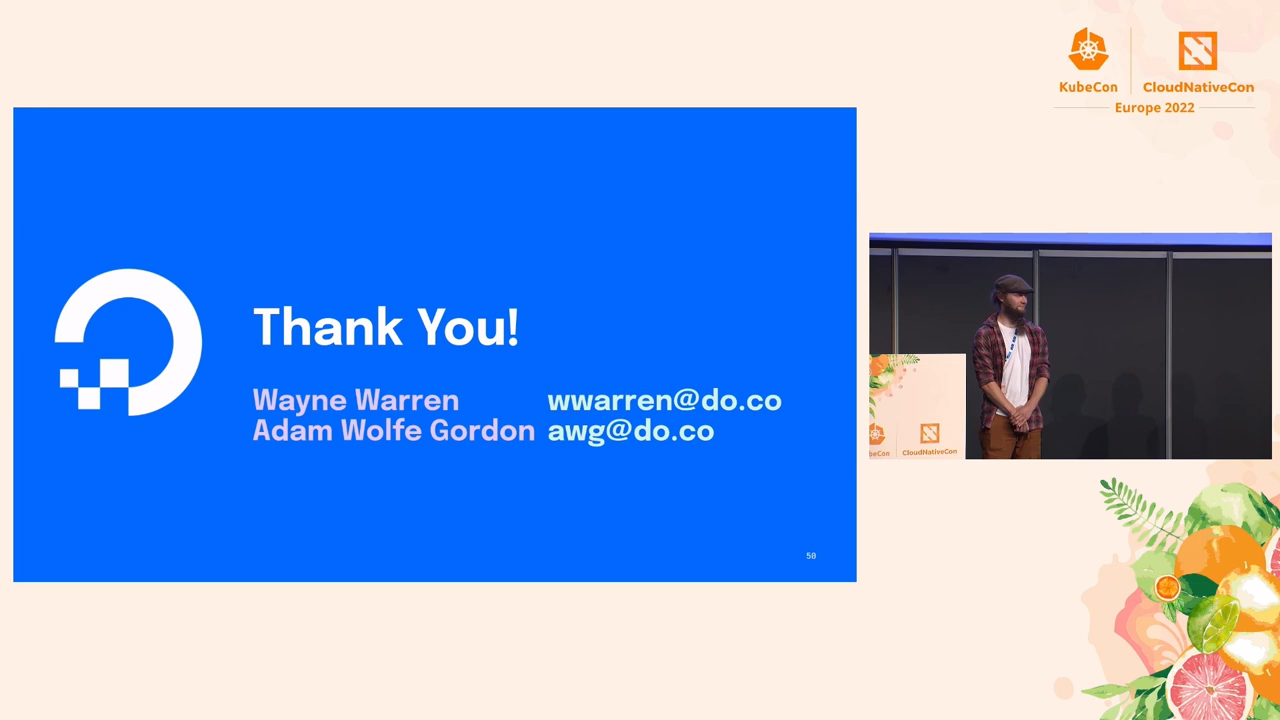 KubeCon
CloudNativeCon
Europe 2022
Thank You!
Wayne Warren wwarren@do.co
Adam Wolfe Gordon awg@do.co
50
beCon
CloudNativeCon